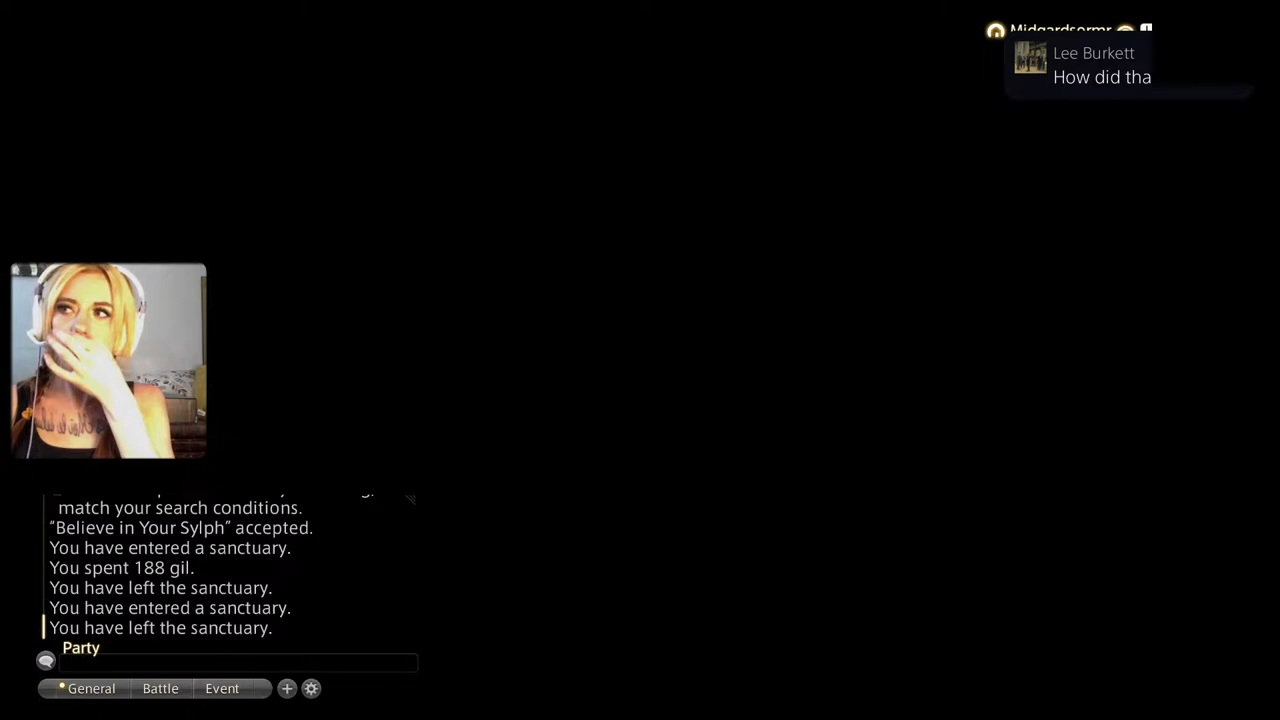 Midgardsormr
Lee Burkett
How did tha
match your search conditions.
"Believe in Your Sylph" accepted.
You have entered a sanctuary.
You spent 188 gil.
You have left the sanctuary.
You have entered a sanctuary.
You have left the sanctuary.
Party
General Battle Event